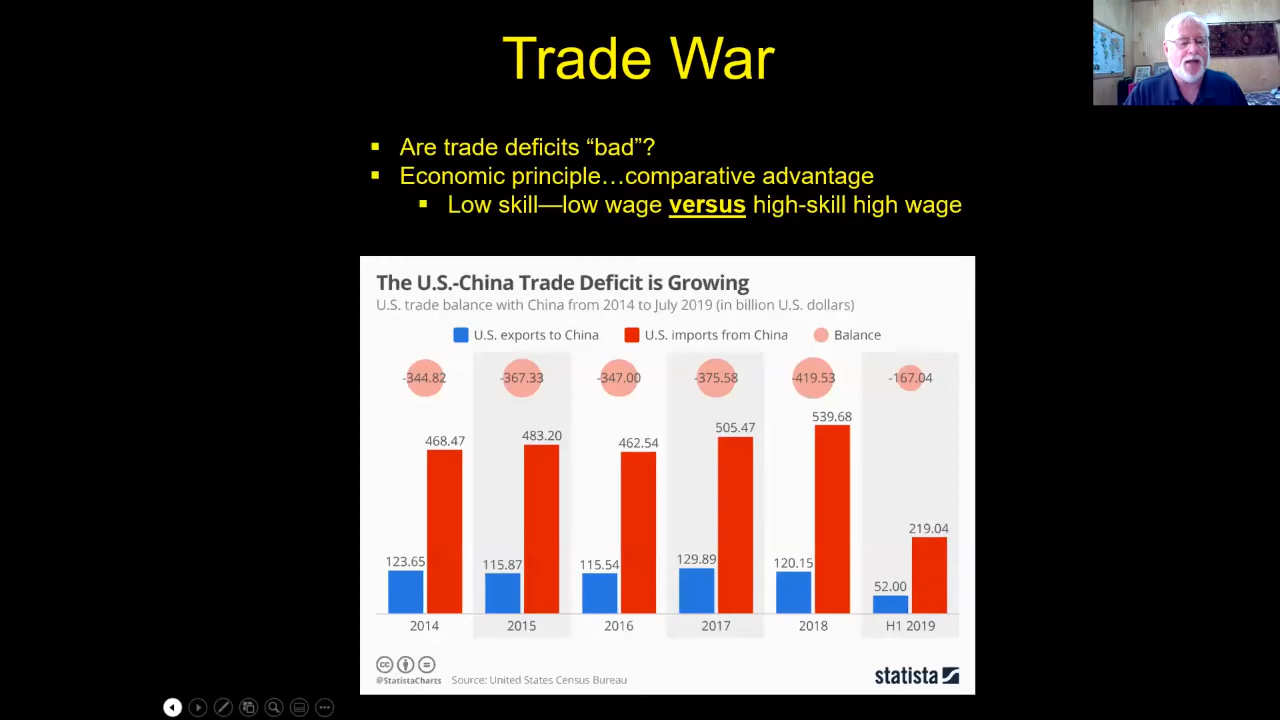 Trade War
▪ Are trade deficits “bad”?
▪ Economic principle…comparative advantage
▪ Low skill—low wage versus high-skill high wage
The U.S.-China Trade Deficit is Growing
U.S. trade balance with China from 2014 to July 2019 (in billion U.S. dollars)
U.S. exports to China U.S. imports from China Balance
-344.82 -367.33 -347.00 -375.58 -419.53 -167.04
123.65 468.47 115.87 483.20 115.54 462.54 129.89 505.47 120.15 539.68 52.00 219.04
2014 2015 2016 2017 2018 H1 2019
cc
@StatistaCharts Source: United States Census Bureau
statista